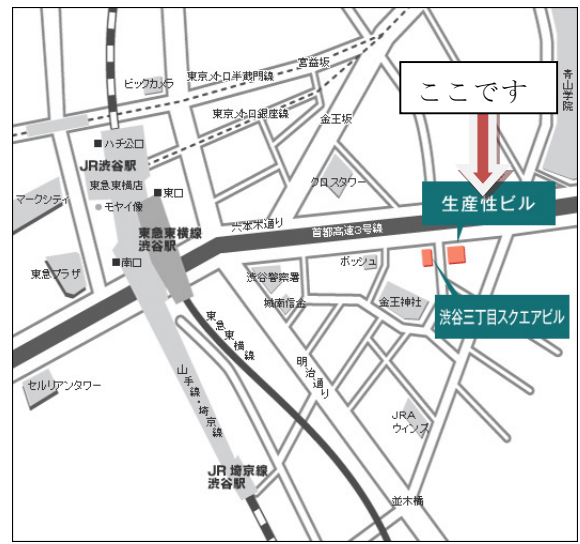 ビックカメラ
東京メトロ半蔵門線
宮益坂
ここです
青山学院
東京メトロ銀座線
金王坂
■ハチ公口
JR渋谷駅
東急東横店
■東口
モヤイ像
マークシティ
クロスタワー
生産性ビル
六本木通り
首都高速3号線
東急東横線
渋谷駅
■南口
東急プラザ
渋谷警察署
ボッシュ
城南信金
金王神社
渋谷三丁目スクエアビル
東急東横線
明治通り
山手線・埼京線
セルリアンタワー
JRA
ウィンズ
JR 埼京線
渋谷駅
並木橋